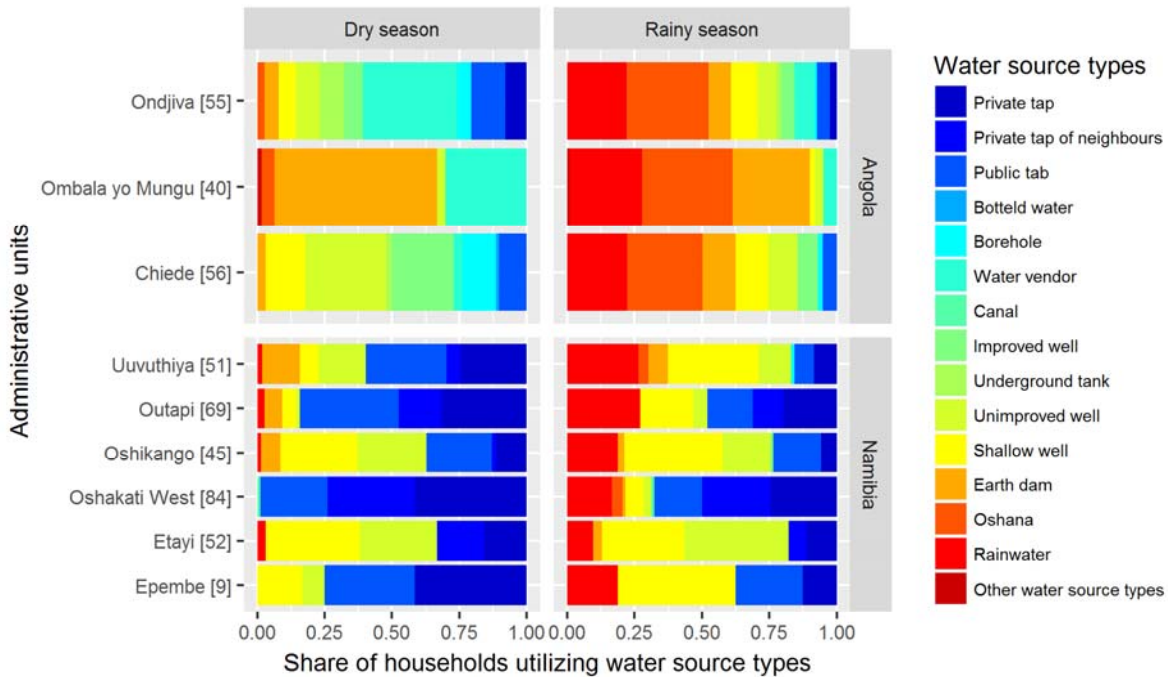 Dry season
Rainy season
Water source types
Private tap
Private tap of neighbours
Public tab
Botteld water
Borehole
Water vendor
Canal
Improved well
Underground tank
Unimproved well
Shallow well
Earth dam
Oshana
Rainwater
Other water source types
Administrative units
Ondjiva [55]
Ombala yo Mungu [40]
Chiede [56]
Angola
Uuvuthiya [51]
Outapi [69]
Oshikango [45]
Oshakati West [84]
Etayi [52]
Epembe [9]
Namibia
0.00 0.25 0.50 0.75 1.00 0.00 0.25 0.50 0.75 1.00
Share of households utilizing water source types